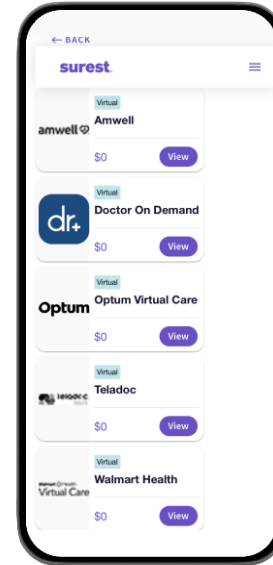 ← BACK
surest.
Virtual
amwell
Amwell
$0
View
Virtual
dr+
Doctor On Demand
$0
View
Virtual
Optum
Optum Virtual Care
$0
View
Virtual
Teladoc
Teladoc
$0
View
Virtual
Walmart Health
Virtual Care
$0
View